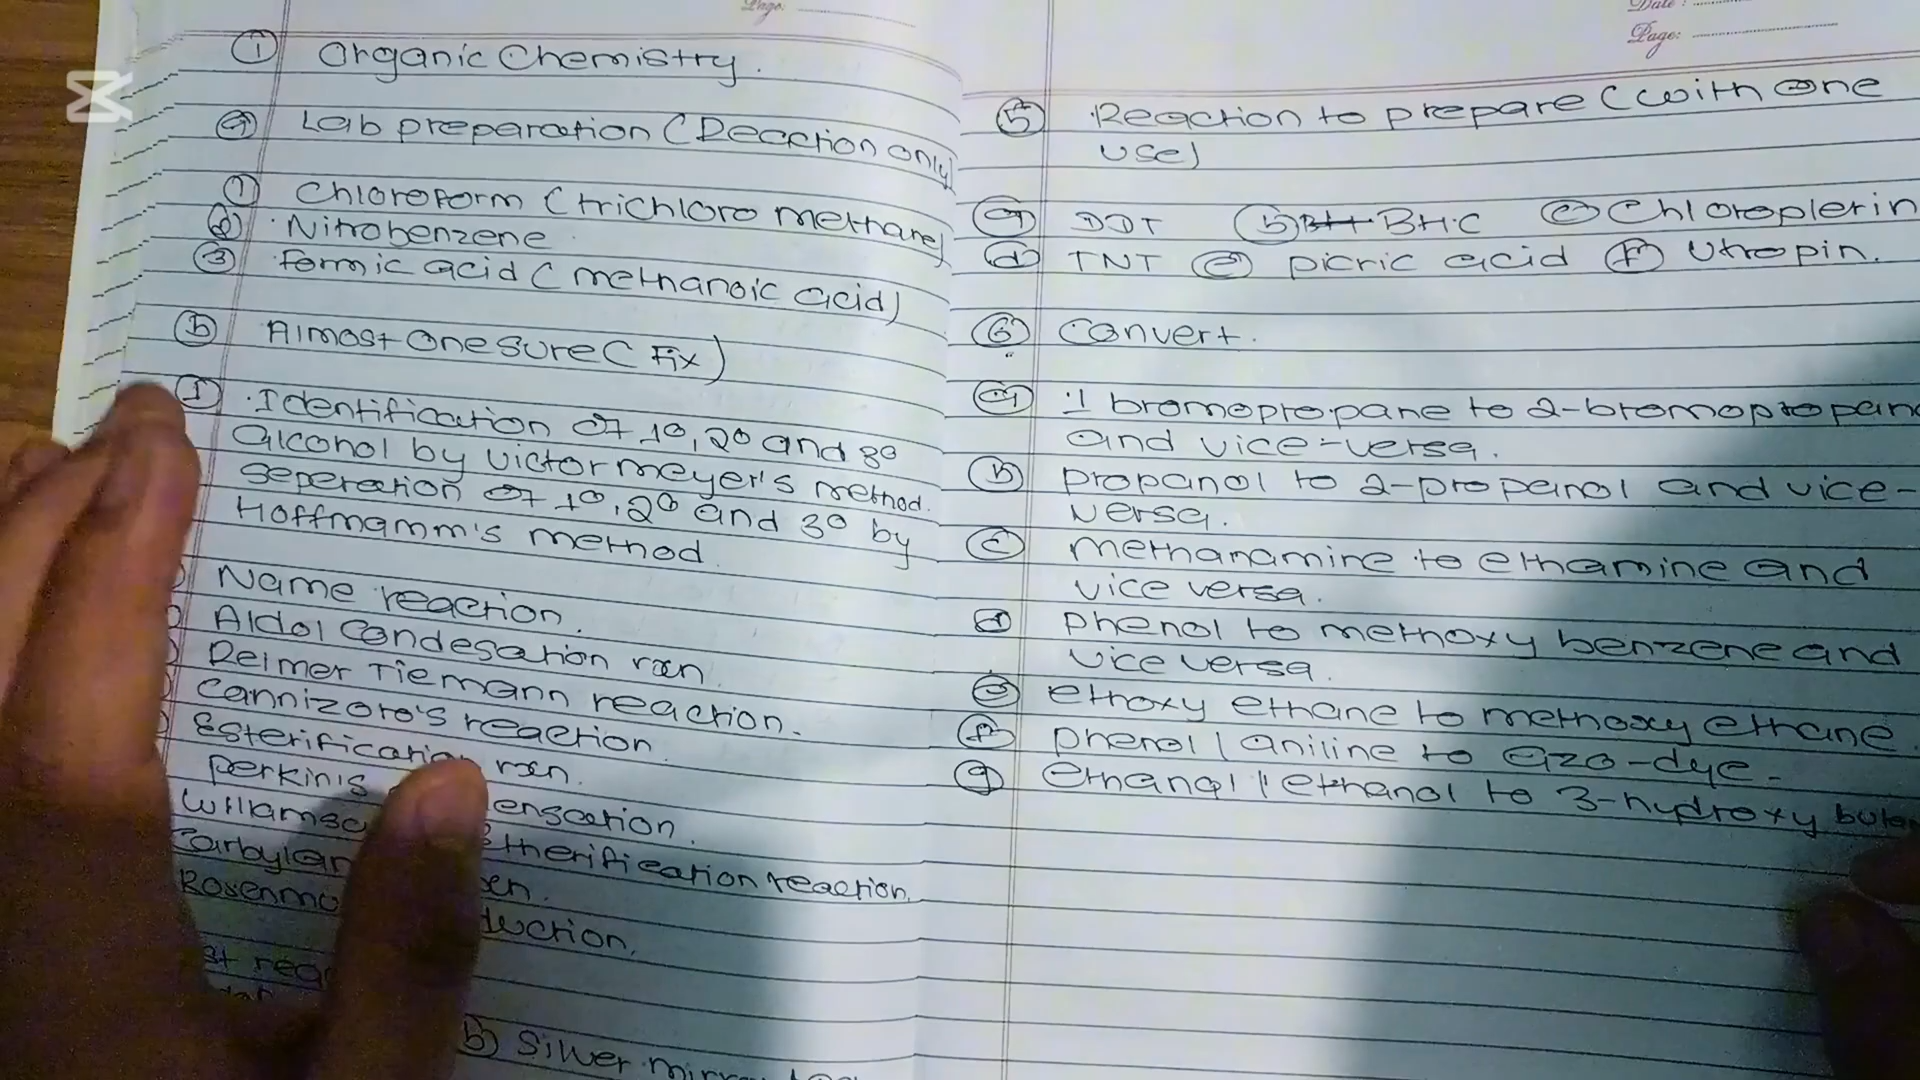 Page:
① Organic Chemistry.
ⓐ Lab preparation (Reaction only)
① Chloroform (trichloro methane)
② Nitrobenzene
③ formic acid (methanoic acid)
ⓑ Almost one sure (Fix)
① Identification of 1°, 2° and 3°
alcohol by victor meyer's method.
seperation of 1°, 2° and 3° by
Hoffmamm's method.
Name reaction.
Aldol condesation rxn.
Reimer Tiemann reaction.
Cannizoro's reaction
Esterification rxn.
perkin's ensation.
etherification reaction.
rxn.
duction.
b) Silver
Date:
Page:
⑤ Reaction to prepare (with one
use)
ⓐ DDT ⓑ BHC ⓒ Chloroplerin
ⓓ TNT ⓔ picric acid ⓕ Utropin.
⑥ Convert.
ⓐ 1 bromopropane to 2-bromopropan
and vice-versa.
ⓑ propanol to 2-propanol and vice-
versa.
ⓒ methanamine to ethamine and
vice versa.
ⓓ phenol to methoxy benzene and
vice versa.
ⓔ ethoxy ethane to methoxy ethane.
ⓕ phenol / aniline to azo-dye.
ⓖ ethanal / ethanol to 3-hydroxy